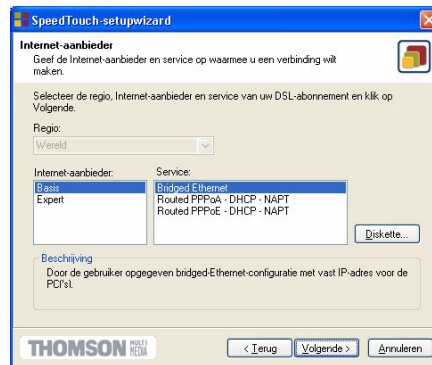 SpeedTouch-setupwizard
Internet-aanbieder
Geef de Internet-aanbieder en service op waarmee u een verbinding wilt
maken.
Selecteer de regio, Internet-aanbieder en service van uw DSL-abonnement en klik op
Volgende.
Regio:
Wereld
Internet-aanbieder:
Service:
Basis
Expert
Bridged Ethernet
Routed PPPoA - DHCP - NAPT
Routed PPPoE - DHCP - NAPT
Diskette...
Beschrijving
Door de gebruiker opgegeven bridged-Ethernet-configuratie met vast IP-adres voor de
PC('s).
THOMSON MULTI MEDIA
< Terug
Volgende >
Annuleren